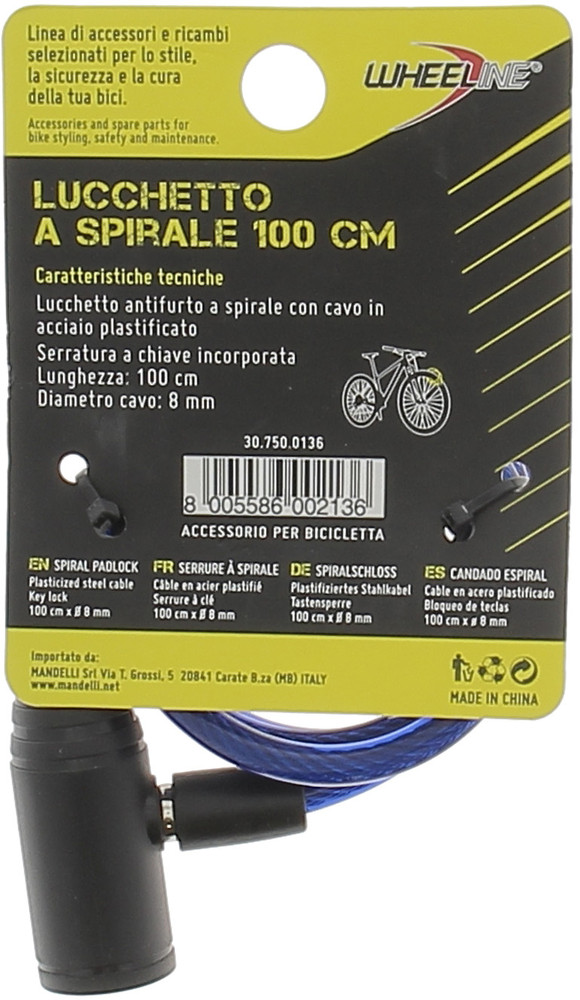 Linea di accessori e ricambi
selezionati per lo stile,
la sicurezza e la cura
della tua bici.
Accessories and spare parts for
bike styling, safety and maintenance.
WHEELINE®
LUCCHETTO
A SPIRALE 100 CM
Caratteristiche tecniche
Lucchetto antifurto a spirale con cavo in
acciaio plastificato
Serratura a chiave incorporata
Lunghezza: 100 cm
Diametro cavo: 8 mm
30.750.0136
8 005586 002136
ACCESSORIO PER BICICLETTA
EN SPIRAL PADLOCK
Plasticized steel cable
Key lock
100 cm x Ø 8 mm
FR SERRURE À SPIRALE
Câble en acier plastifié
Serrure à clé
100 cm x Ø 8 mm
DE SPIRALSCHLOSS
Plastifiziertes Stahlkabel
Tastensperre
100 cm x Ø 8 mm
ES CANDADO ESPIRAL
Cable en acero plastificado
Bloqueo de teclas
100 cm x Ø 8 mm
Importato da:
MANDELLI Srl Via T. Grossi, 5 20841 Carate B.za (MB) ITALY
www.mandelli.net
MADE IN CHINA